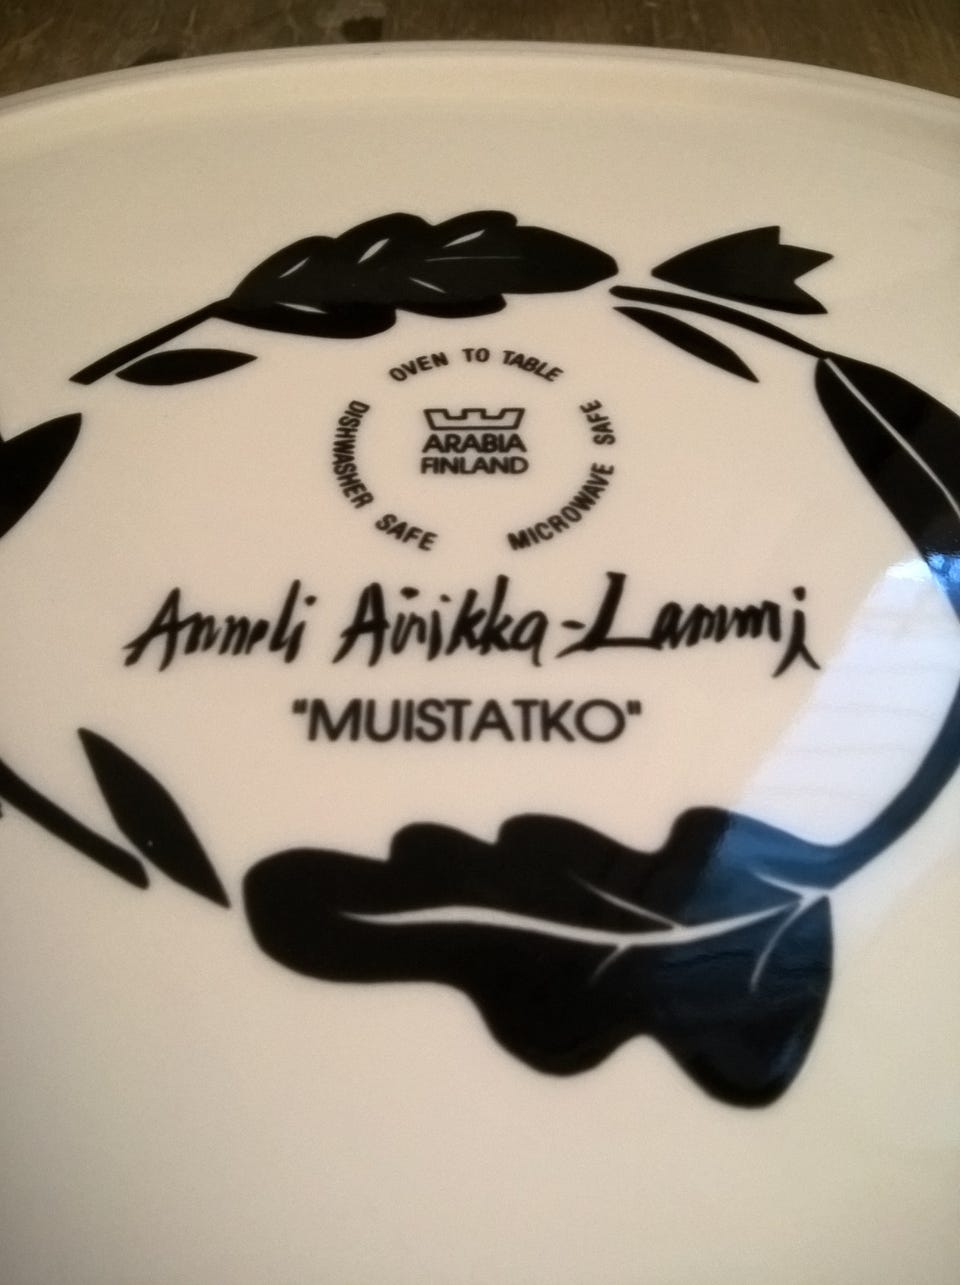 OVEN TO TABLE
DISHWASHER SAFE
MICROWAVE SAFE
ARABIA
FINLAND
Anneli Airikka-Lammi
"MUISTATKO"